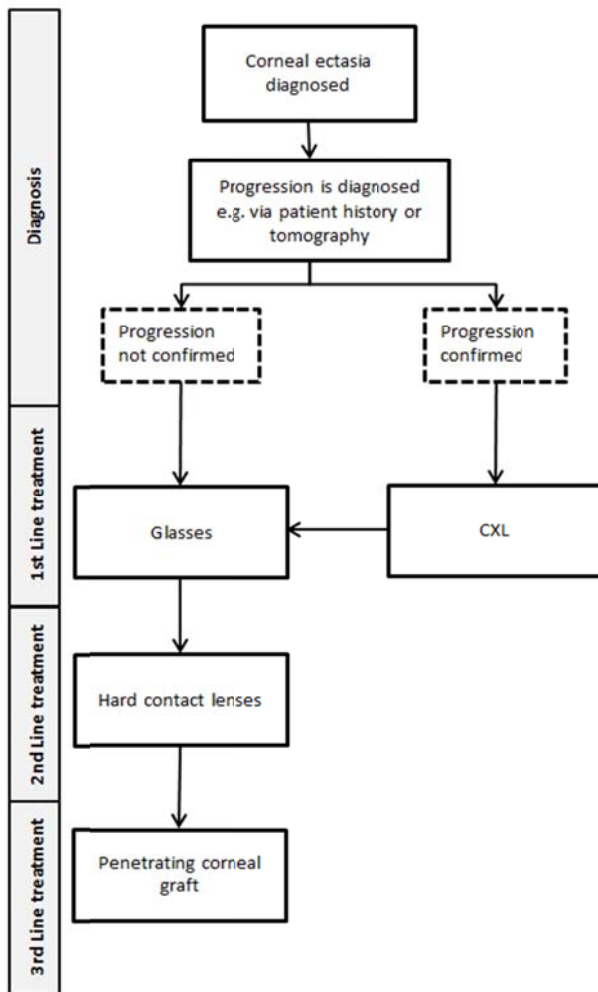 Diagnosis
Corneal ectasia
diagnosed
Progression is diagnosed
e.g. via patient history or
tomography
Progression
not confirmed
Progression
confirmed
1st Line treatment
Glasses
CXL
2nd Line treatment
Hard contact lenses
3rd Line treatment
Penetrating corneal
graft